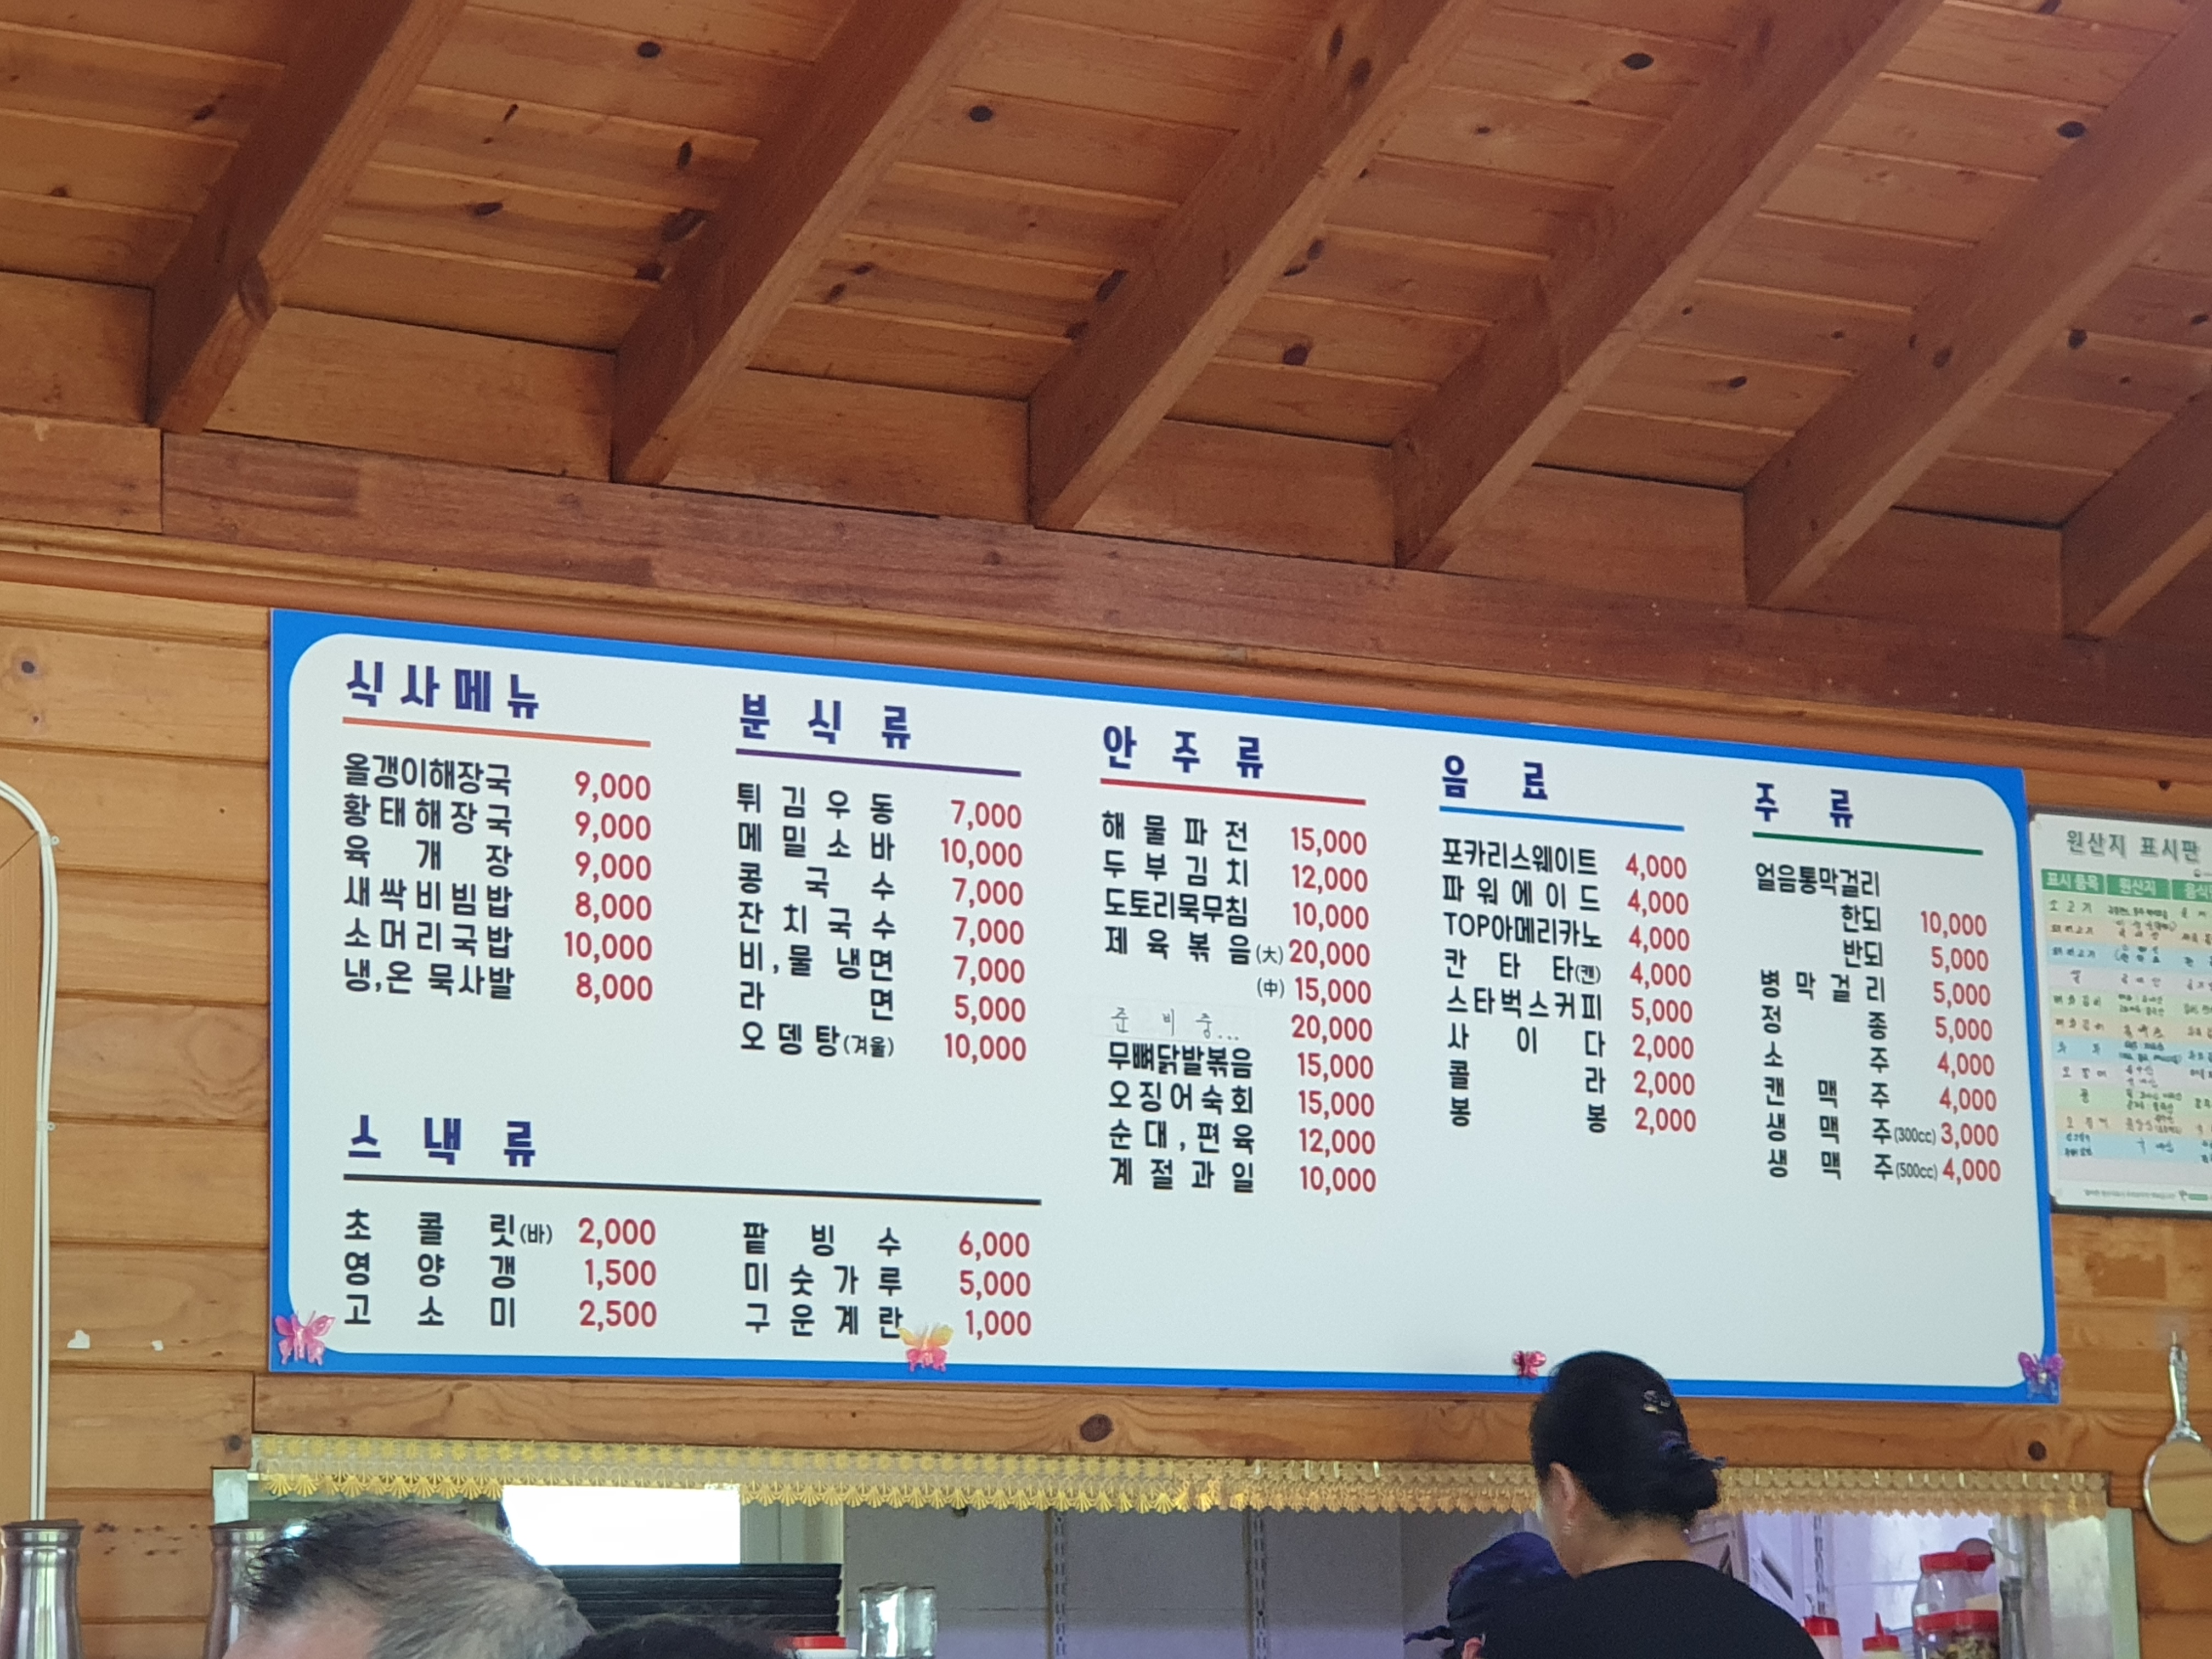 식사메뉴
올갱이해장국 9,000
황태해장국 9,000
육개장 9,000
새싹비빔밥 8,000
소머리국밥 10,000
냉,온 묵사발 8,000
분식류
튀김우동 7,000
메밀소바 10,000
콩국수 7,000
잔치국수 7,000
비,물냉면 7,000
라면 5,000
오뎅탕(겨울) 10,000
스낵류
초콜릿(바) 2,000
영양갱 1,500
고소미 2,500
팥빙수 6,000
미숫가루 5,000
구운계란 1,000
안주류
해물파전 15,000
두부김치 12,000
도토리묵무침 10,000
제육볶음(大) 20,000
(中) 15,000
준비중... 20,000
무뼈닭발볶음 15,000
오징어숙회 15,000
순대,편육 12,000
계절과일 10,000
음료
포카리스웨이트 4,000
파워에이드 4,000
TOP아메리카노 4,000
칸타타(캔) 4,000
스타벅스커피 5,000
사이다 2,000
콜라 2,000
봉봉 2,000
주류
얼음통막걸리
한되 10,000
반되 5,000
병막걸리 5,000
정종 5,000
소주 4,000
캔맥주 4,000
생맥주(300cc) 3,000
생맥주(500cc) 4,000
원산지 표시판
표시 품목 원산지